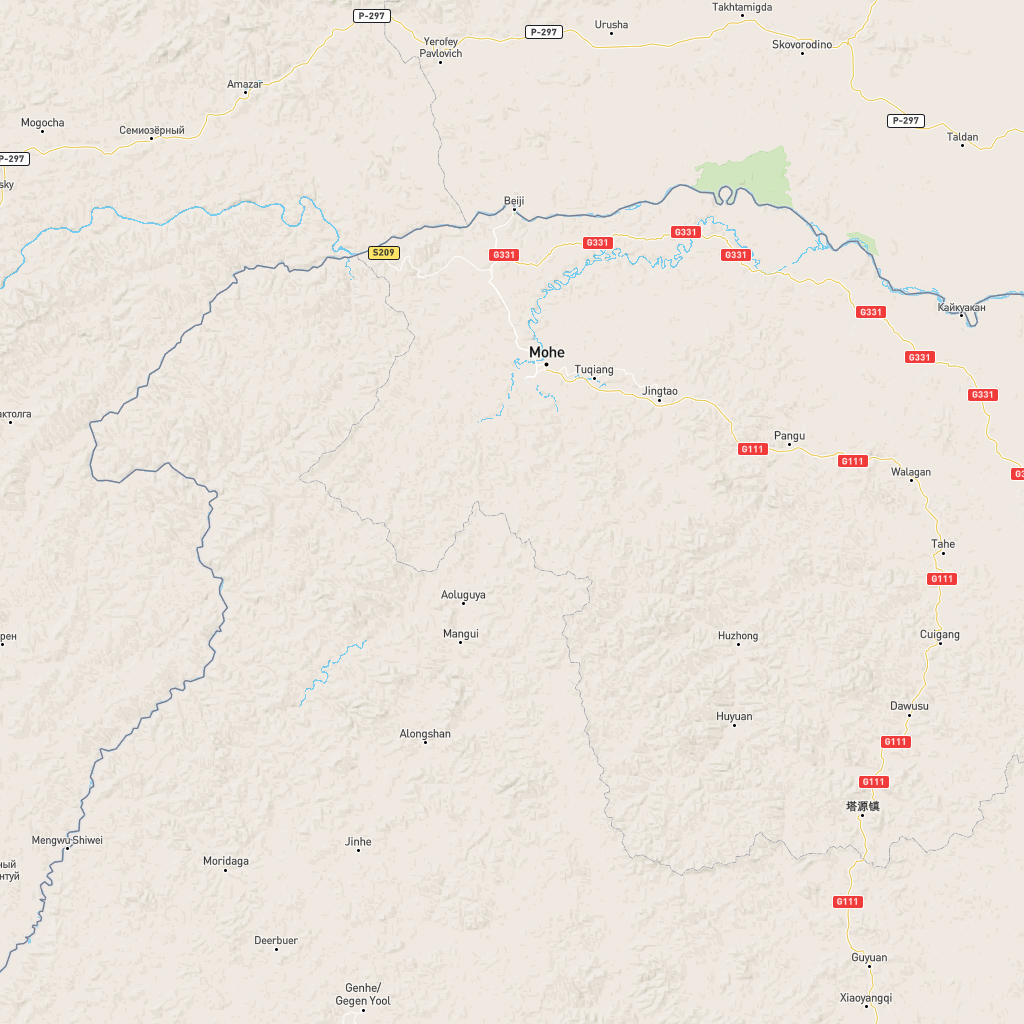 P-297
Takhtamigda
Urusha
P-297
Yerofey
Pavlovich
Skovorodino
Amazar
Mogocha
Семиозёрный
P-297
Taldan
P-297
sky
Beiji
G331
G331
S209
G331
G331
Кайкуакан
G331
Mohe
G331
Tuqiang
Jingtao
G331
актолга
Pangu
G111
G111
Walagan
G3
Tahe
G111
Aoluguya
Mangui
Huzhong
Cuigang
рен
Dawusu
Huyuan
Alongshan
G111
G111
塔源镇
Mengwu Shiwei
Jinhe
Moridaga
ный
нтуй
G111
Deerbuer
Guyuan
Genhe/
Gegen Yool
Xiaoyangqi